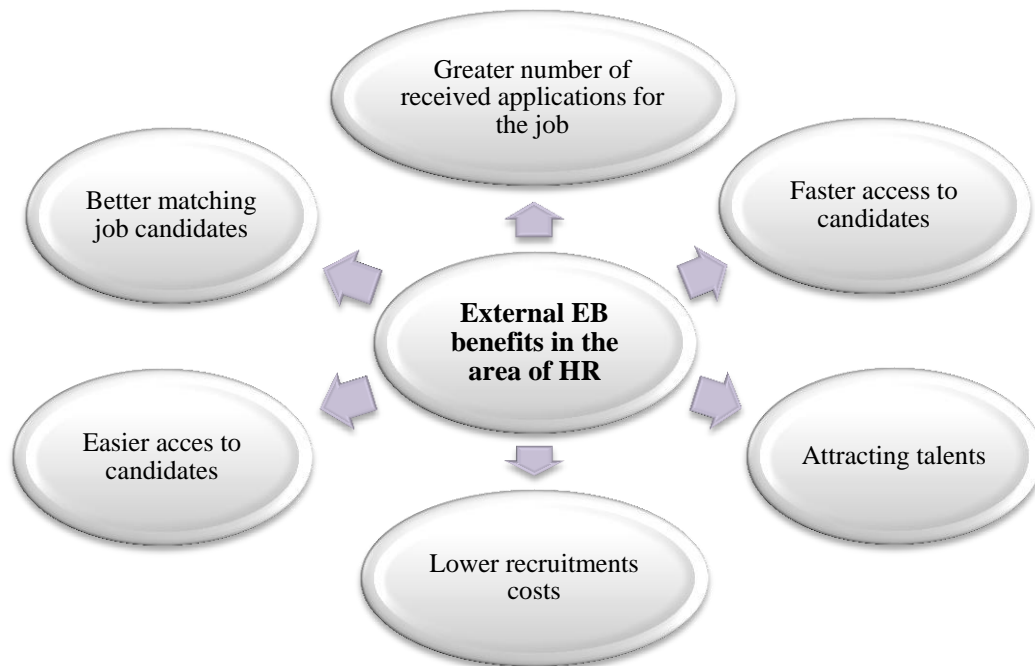 Greater number of
received applications for
the job
Better matching
job candidates
Faster access to
candidates
External EB
benefits in the
area of HR
Easier acces to
candidates
Attracting talents
Lower recruitments
costs